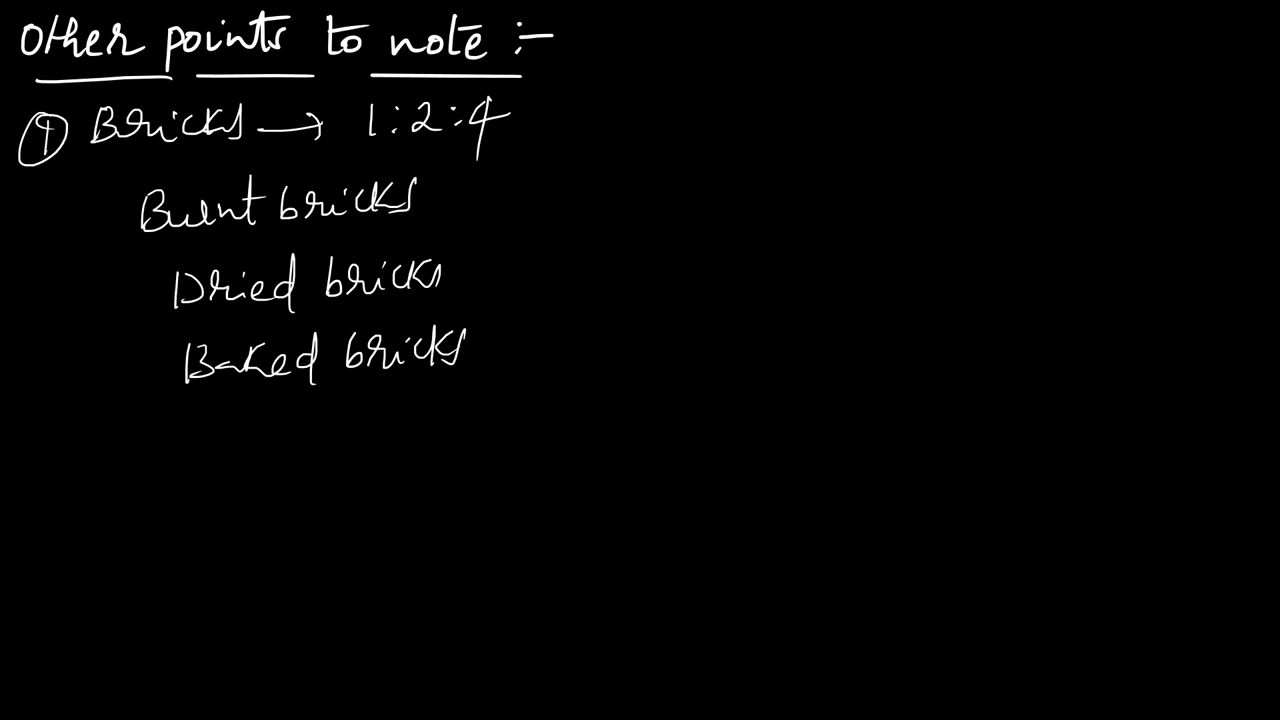 Other points to note :-
① Bricks → 1:2:4
Burnt bricks
Dried bricks
Baked bricks